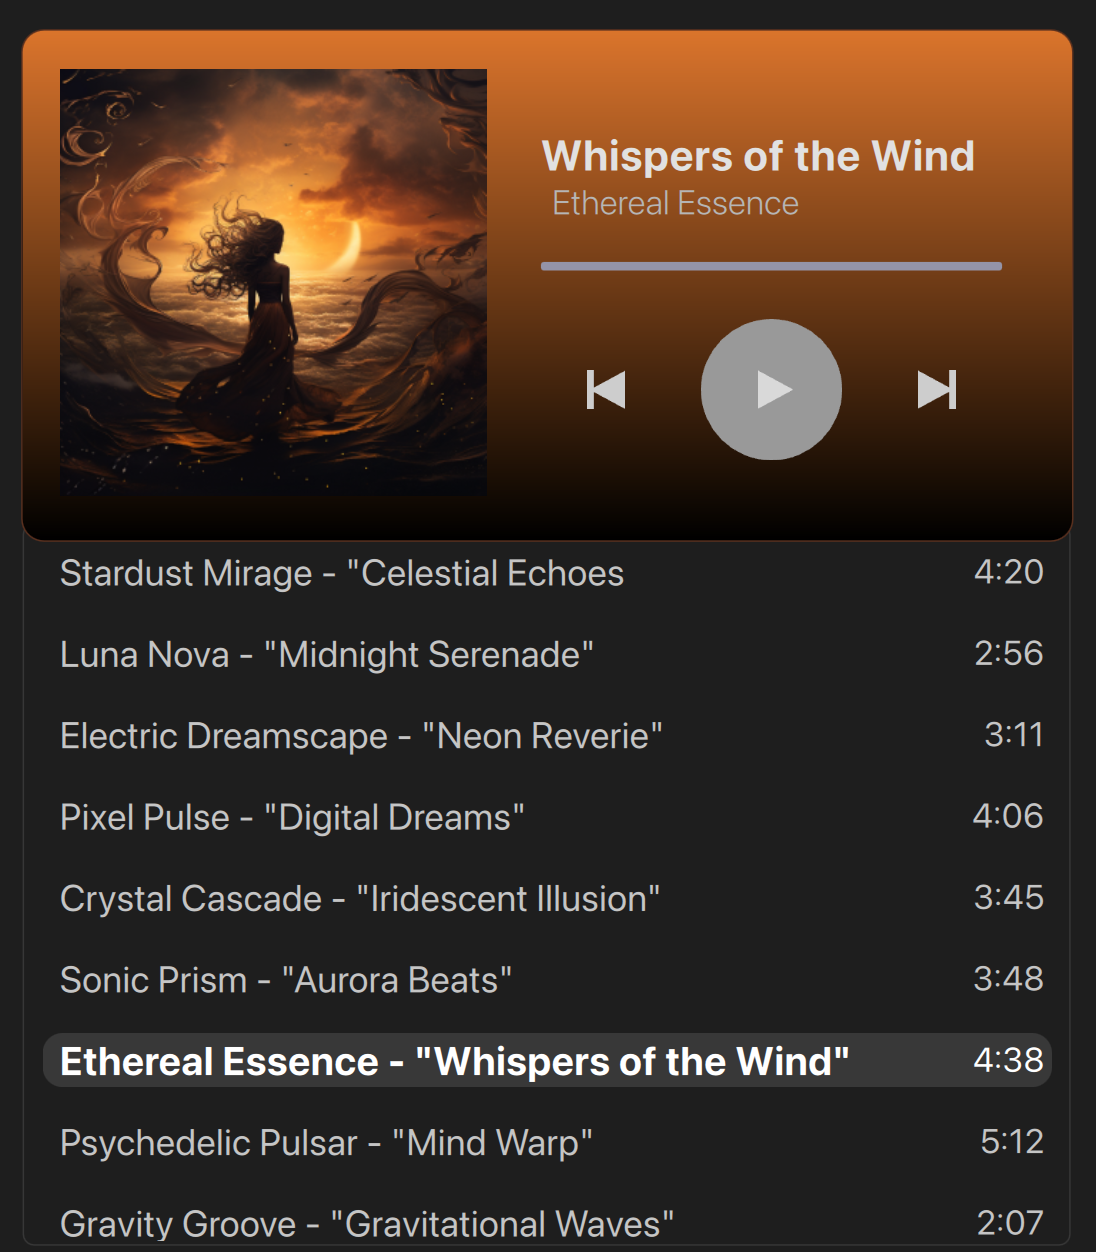 Whispers of the Wind
Ethereal Essence
Stardust Mirage - "Celestial Echoes 4:20
Luna Nova - "Midnight Serenade" 2:56
Electric Dreamscape - "Neon Reverie" 3:11
Pixel Pulse - "Digital Dreams" 4:06
Crystal Cascade - "Iridescent Illusion" 3:45
Sonic Prism - "Aurora Beats" 3:48
Ethereal Essence - "Whispers of the Wind" 4:38
Psychedelic Pulsar - "Mind Warp" 5:12
Gravity Groove - "Gravitational Waves" 2:07